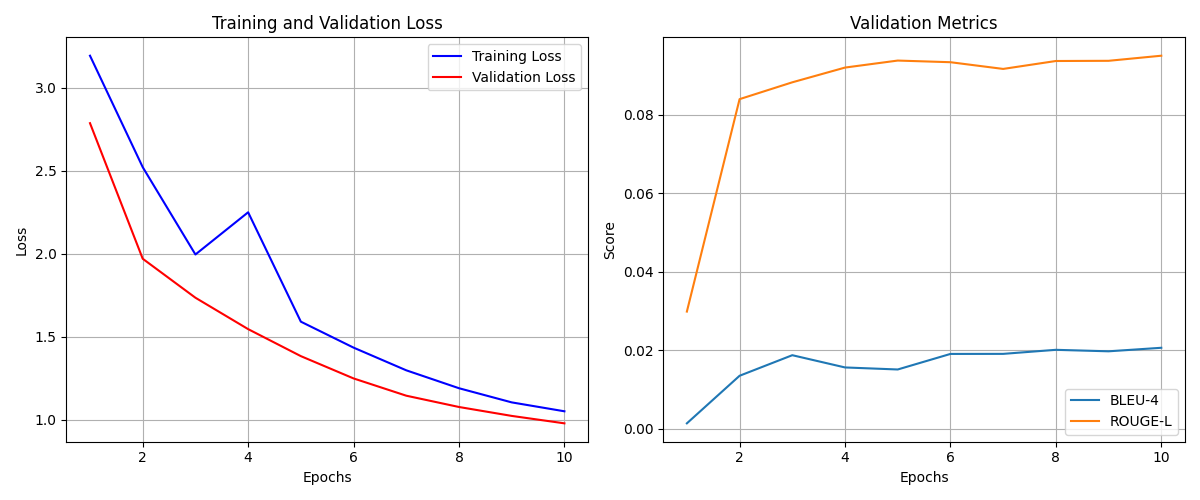 Training and Validation Loss
Training Loss
Validation Loss
3.0
2.5
2.0
1.5
1.0
Loss
2 4 6 8 10
Epochs
Validation Metrics
0.08
0.06
0.04
0.02
0.00
Score
BLEU-4
ROUGE-L
2 4 6 8 10
Epochs